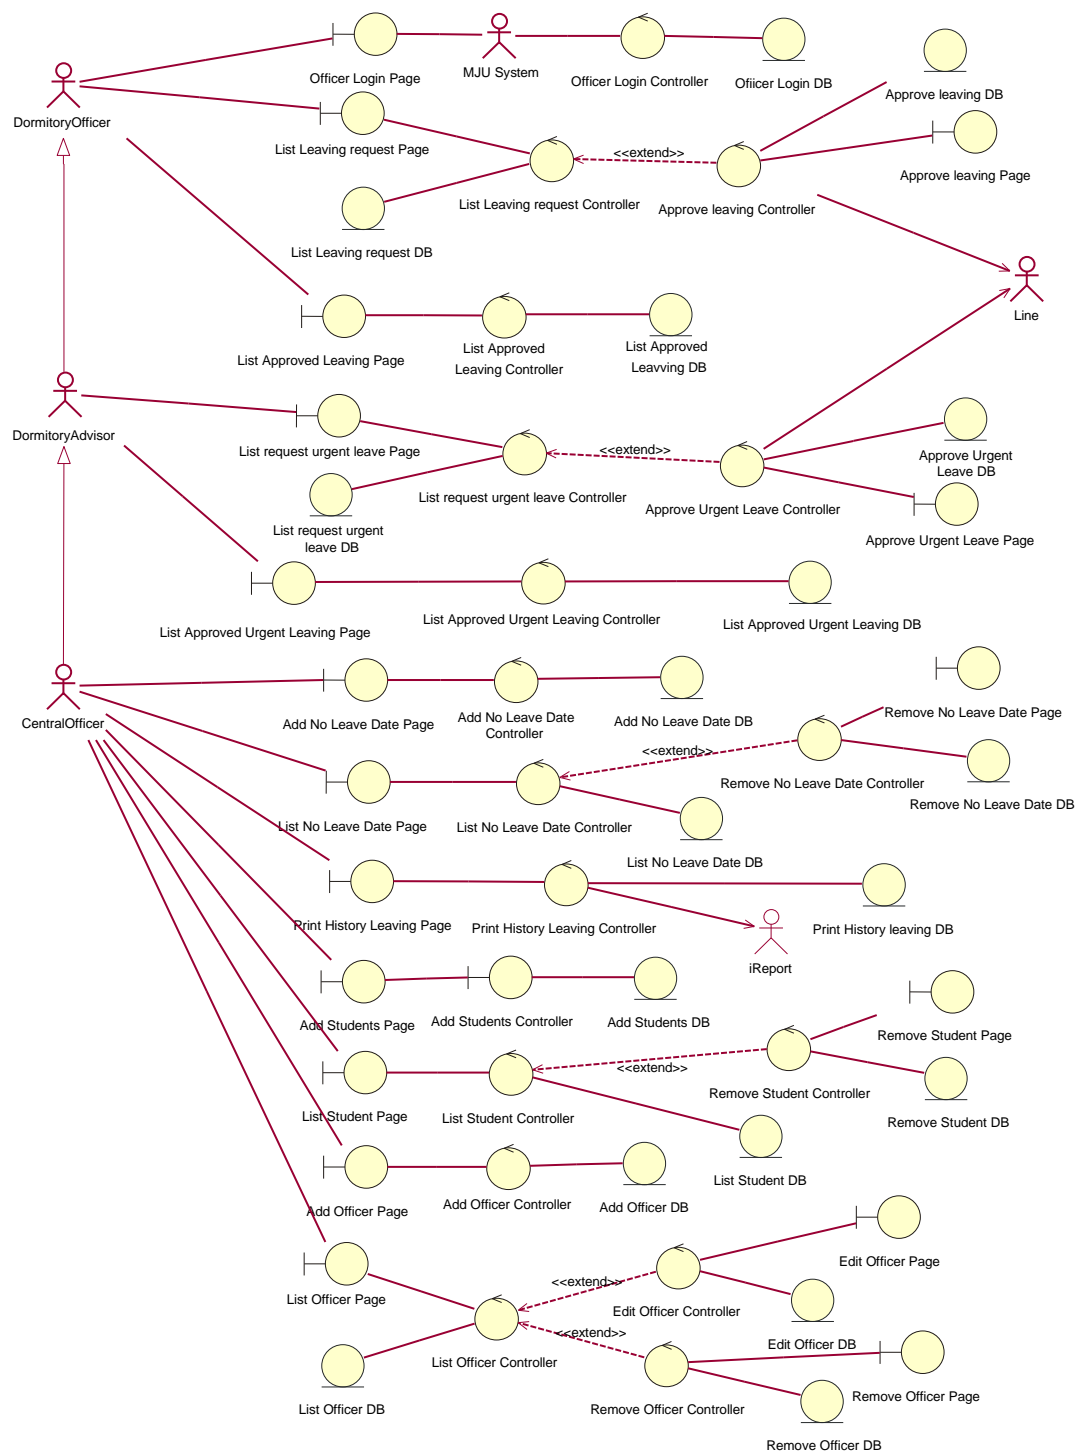 Officer Login Page
MJU System
Officer Login Controller
Ofiicer Login DB
Approve leaving DB
DormitoryOfficer
List Leaving request Page
<<extend>>
Approve leaving Page
List Leaving request Controller
Approve leaving Controller
List Leaving request DB
Line
List Approved Leaving Page
List Approved
Leaving Controller
List Approved
Leavving DB
DormitoryAdvisor
List request urgent leave Page
<<extend>>
Approve Urgent
Leave DB
List request urgent leave Controller
Approve Urgent Leave Controller
List request urgent
leave DB
Approve Urgent Leave Page
List Approved Urgent Leaving Page
List Approved Urgent Leaving Controller
List Approved Urgent Leaving DB
CentralOfficer
Add No Leave Date Page
Add No Leave Date
Controller
Add No Leave Date DB
Remove No Leave Date Page
<<extend>>
Remove No Leave Date Controller
Remove No Leave Date DB
List No Leave Date Page
List No Leave Date Controller
List No Leave Date DB
Print History Leaving Page
Print History Leaving Controller
Print History leaving DB
iReport
Add Students Page
Add Students Controller
Add Students DB
Remove Student Page
<<extend>>
Remove Student Controller
List Student Page
List Student Controller
Remove Student DB
List Student DB
Add Officer Page
Add Officer Controller
Add Officer DB
Edit Officer Page
List Officer Page
<<extend>>
Edit Officer Controller
<<extend>>
Edit Officer DB
List Officer Controller
List Officer DB
Remove Officer Controller
Remove Officer Page
Remove Officer DB